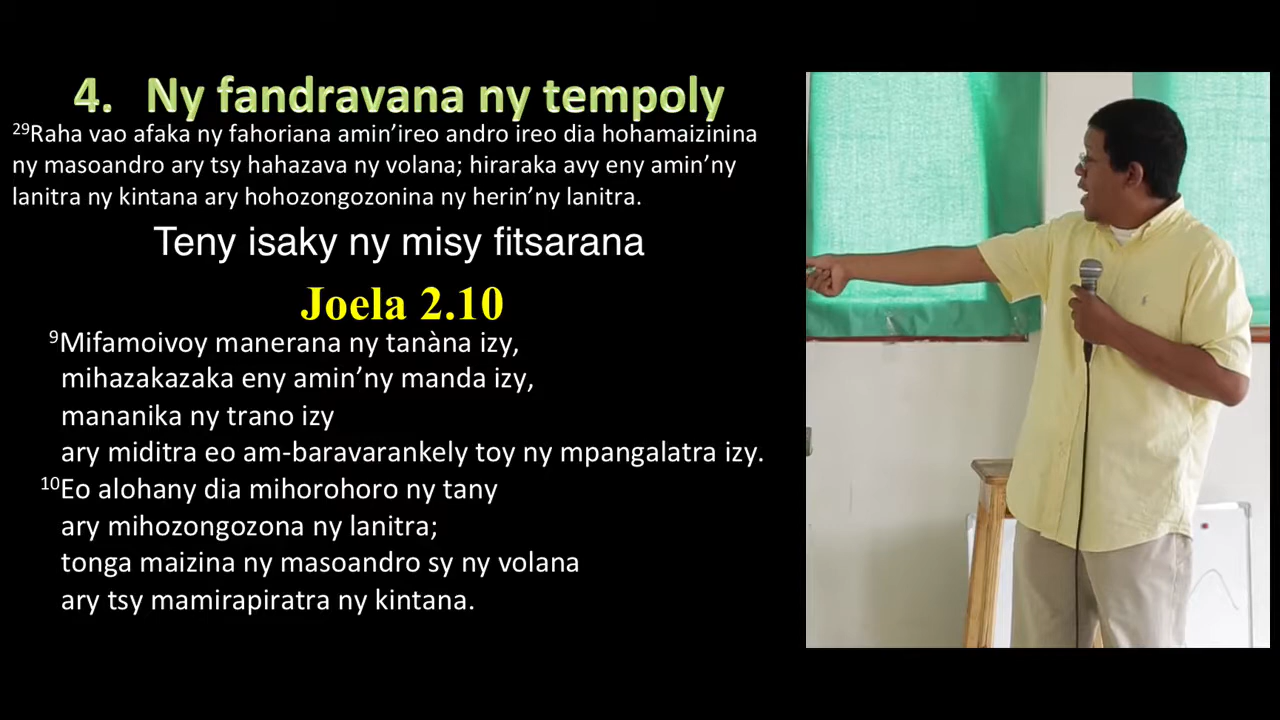 4. Ny fandravana ny tempoly
29Raha vao afaka ny fahoriana amin’ireo andro ireo dia hohamaizinina
ny masoandro ary tsy hahazava ny volana; hiraraka avy eny amin’ny
lanitra ny kintana ary hohozongozonina ny herin’ny lanitra.
Teny isaky ny misy fitsarana
Joela 2.10
9Mifamoivoy manerana ny tanàna izy,
mihazakazaka eny amin’ny manda izy,
mananika ny trano izy
ary miditra eo am-baravarankely toy ny mpangalatra izy.
10Eo alohany dia mihorohoro ny tany
ary mihozongozona ny lanitra;
tonga maizina ny masoandro sy ny volana
ary tsy mamirapiratra ny kintana.